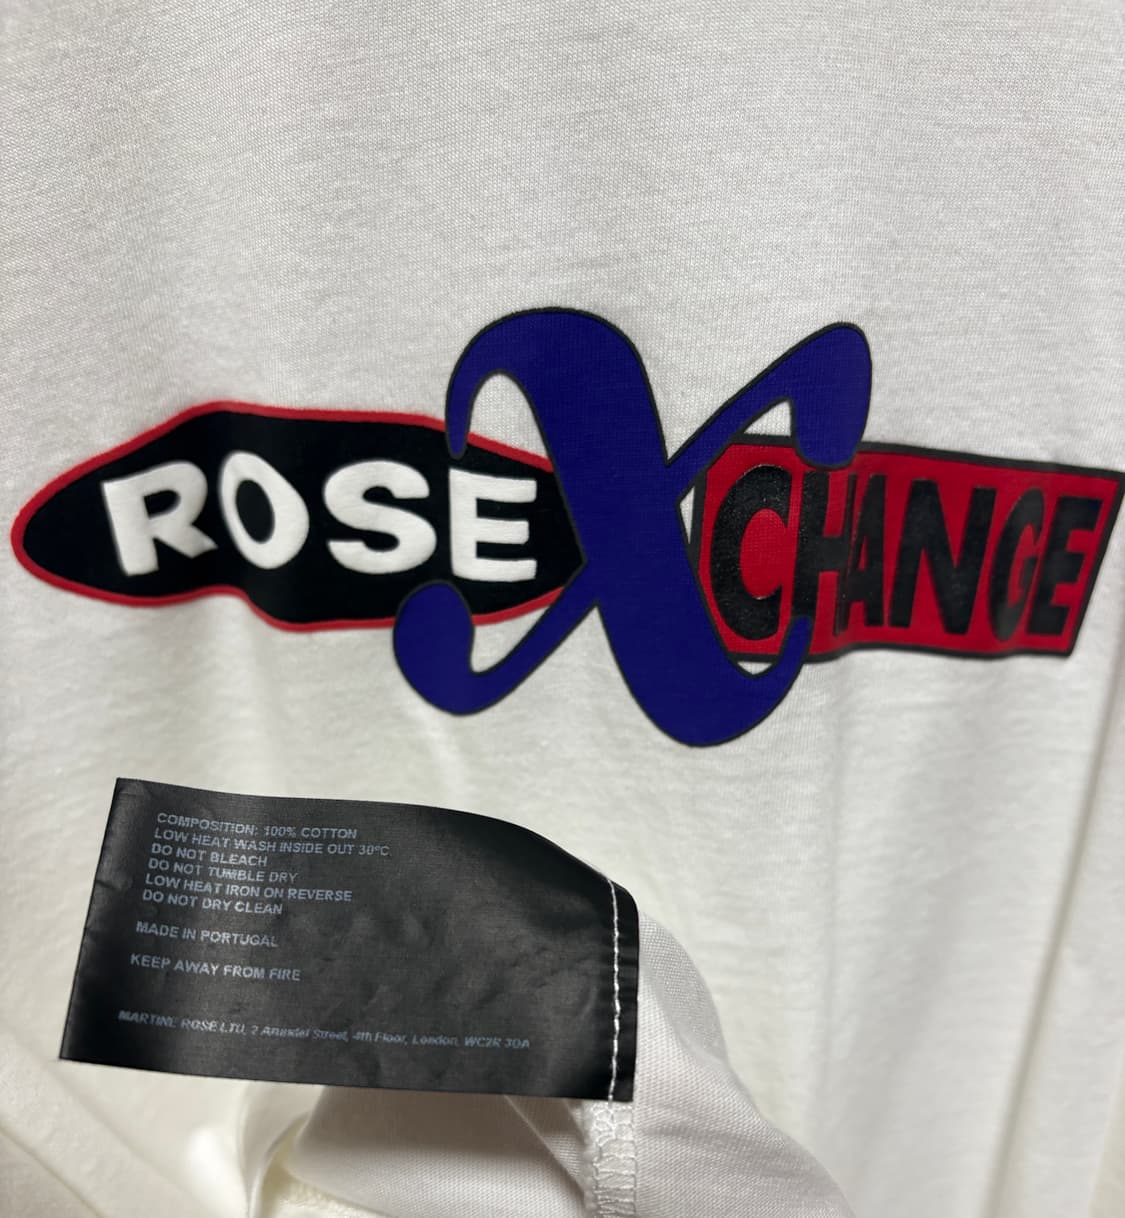 ROSE X CHANGE
COMPOSITION: 100% COTTON
LOW HEAT WASH INSIDE OUT 30°C
DO NOT BLEACH
DO NOT TUMBLE DRY
LOW HEAT IRON ON REVERSE
DO NOT DRY CLEAN
MADE IN PORTUGAL
KEEP AWAY FROM FIRE
MARTINE ROSE LTD, 2 Arundel Street, 4th Floor, London, WC2R 3DA